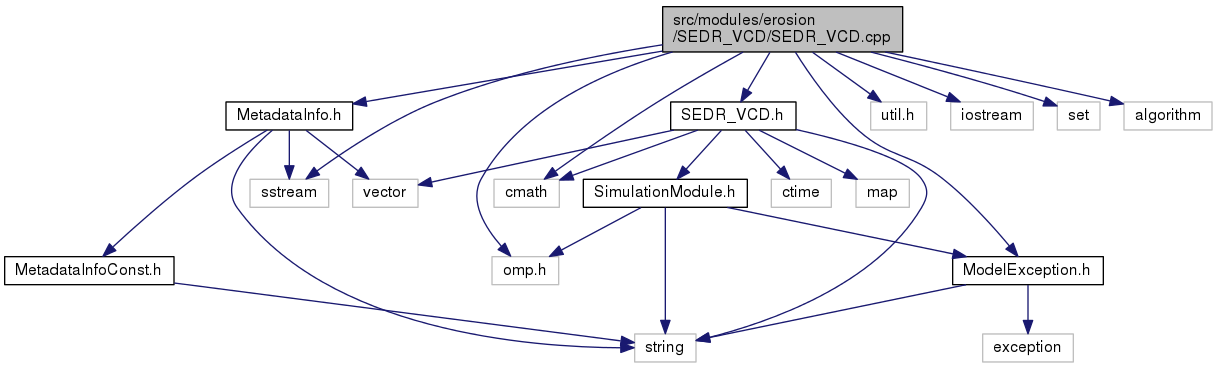 src/modules/erosion
/SEDR_VCD/SEDR_VCD.cpp
MetadataInfo.h
SEDR_VCD.h
util.h
iostream
set
algorithm
sstream
vector
cmath
SimulationModule.h
ctime
map
MetadataInfoConst.h
omp.h
ModelException.h
string
exception